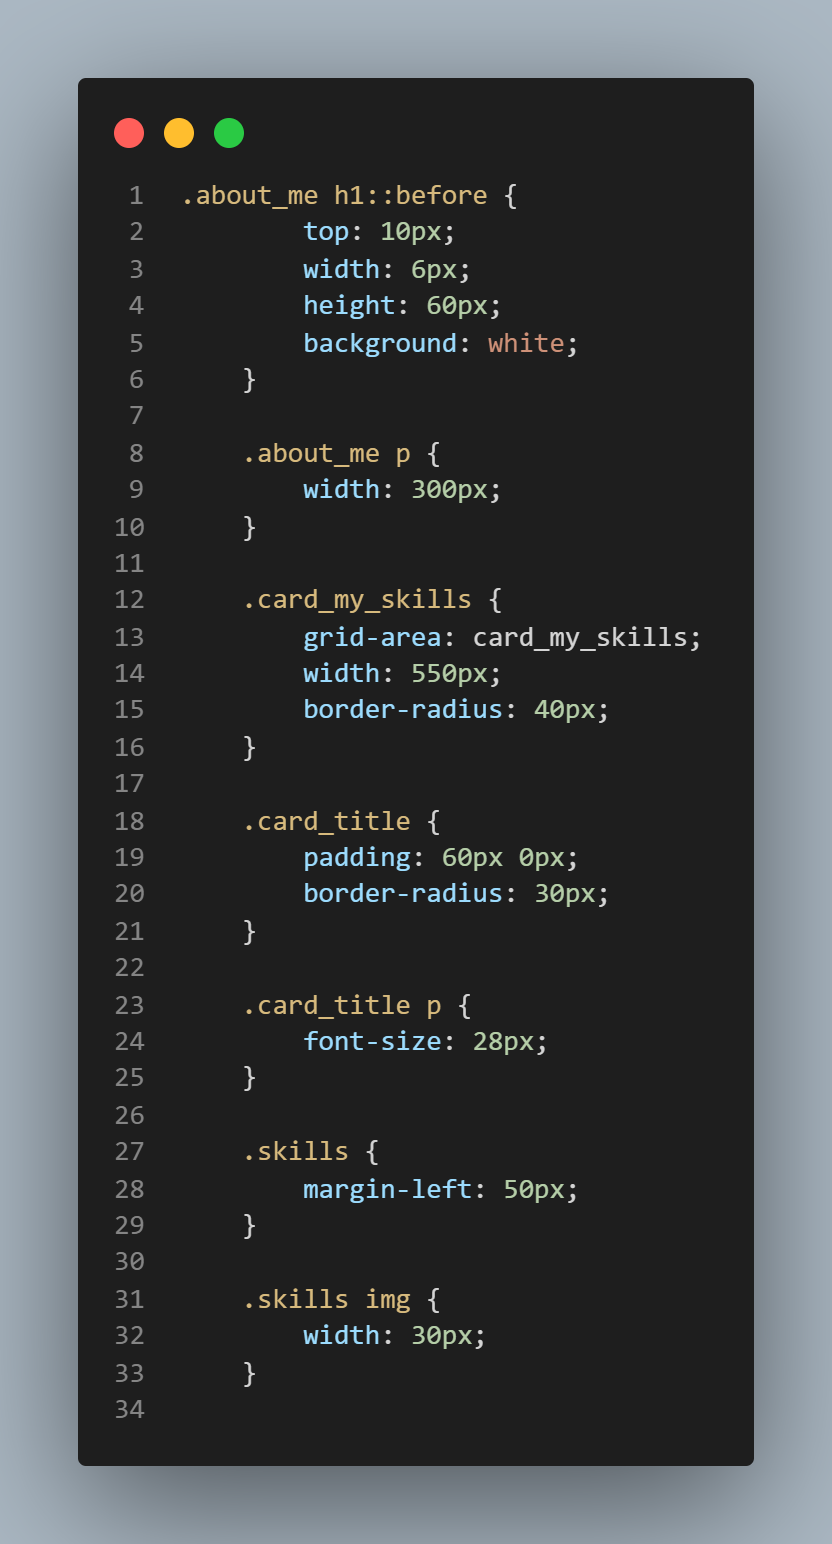 1 .about_me h1::before {
2 top: 10px;
3 width: 6px;
4 height: 60px;
5 background: white;
6 }
7
8 .about_me p {
9 width: 300px;
10 }
11
12 .card_my_skills {
13 grid-area: card_my_skills;
14 width: 550px;
15 border-radius: 40px;
16 }
17
18 .card_title {
19 padding: 60px 0px;
20 border-radius: 30px;
21 }
22
23 .card_title p {
24 font-size: 28px;
25 }
26
27 .skills {
28 margin-left: 50px;
29 }
30
31 .skills img {
32 width: 30px;
33 }
34